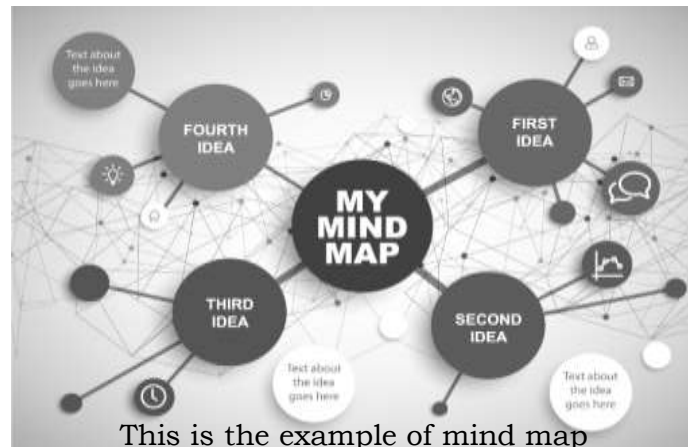 Text about
the idea
goes here
FOURTH
IDEA
FIRST
IDEA
MY
MIND
MAP
THIRD
IDEA
SECOND
IDEA
Text about
the idea
goes here
Text about
the idea
goes here
This is the example of mind map